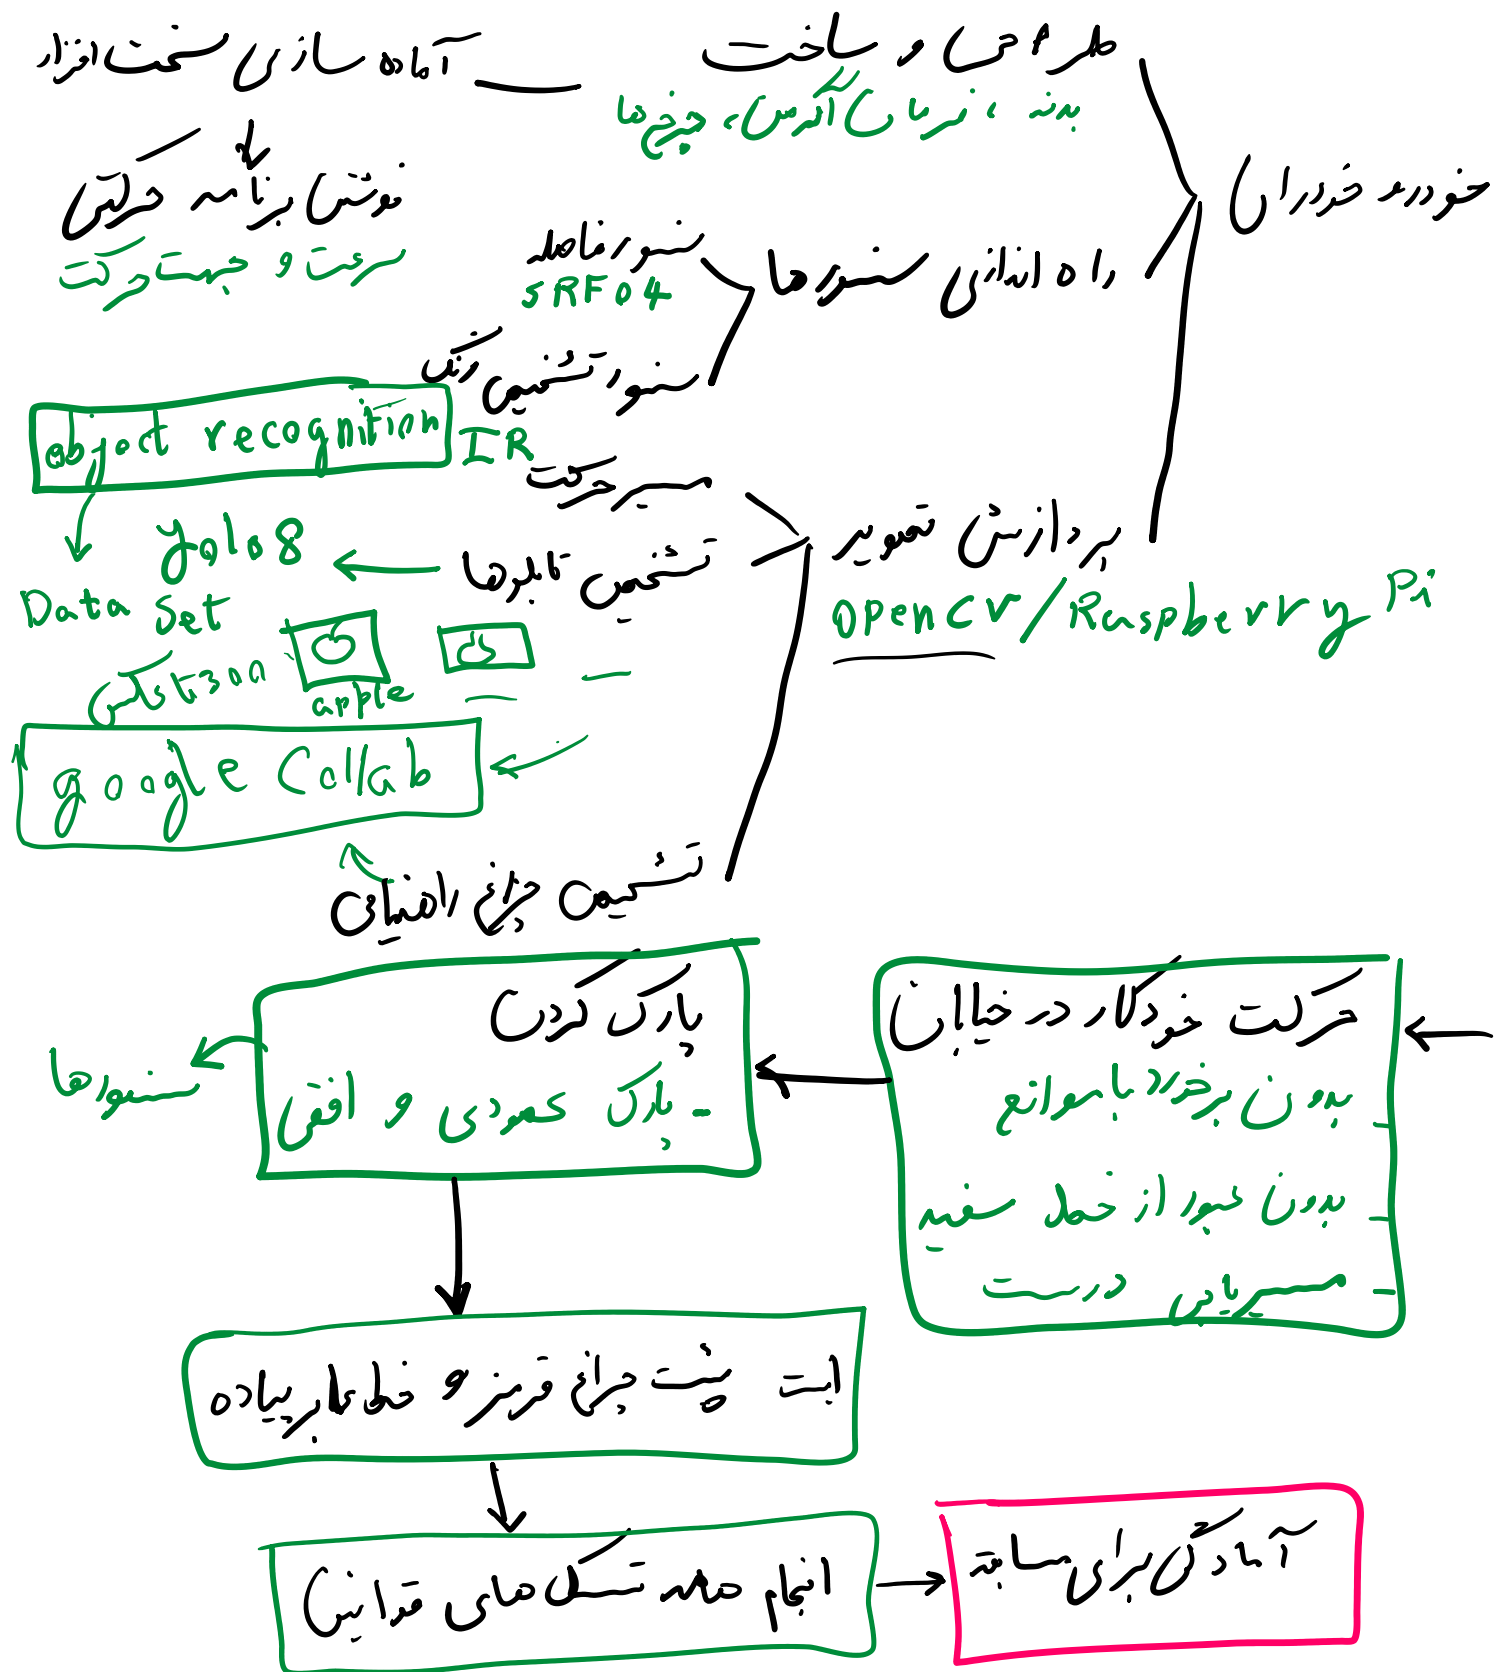 طراحی و ساخت
آماده سازی سخت افزار
بدنه ، فرمان آکرمن ، چرخ ها
نوشتن برنامه حرکتی
سرعت و جهت حرکت
خودرو خودران
راه اندازی سنسورها
سنسور فاصله
SRF04
سنسور تشخیص رنگ
IR
object recognition
پردازش تصویر
OpenCV/Raspberry Pi
مسیر حرکت
تشخیص تابلوها
yolo8
Data Set
عکس
apple
google Collab
تشخیص چراغ راهنمایی
حرکت خودکار در خیابان
- بدون برخورد با موانع
- بدون عبور از خط سفید
- مسیریابی درست
پارک کردن
- پارک عمودی و افقی
سنسورها
ایست پشت چراغ قرمز و خط عابر پیاده
انجام همه تسک های قوانین
آمادگی برای مسابقه